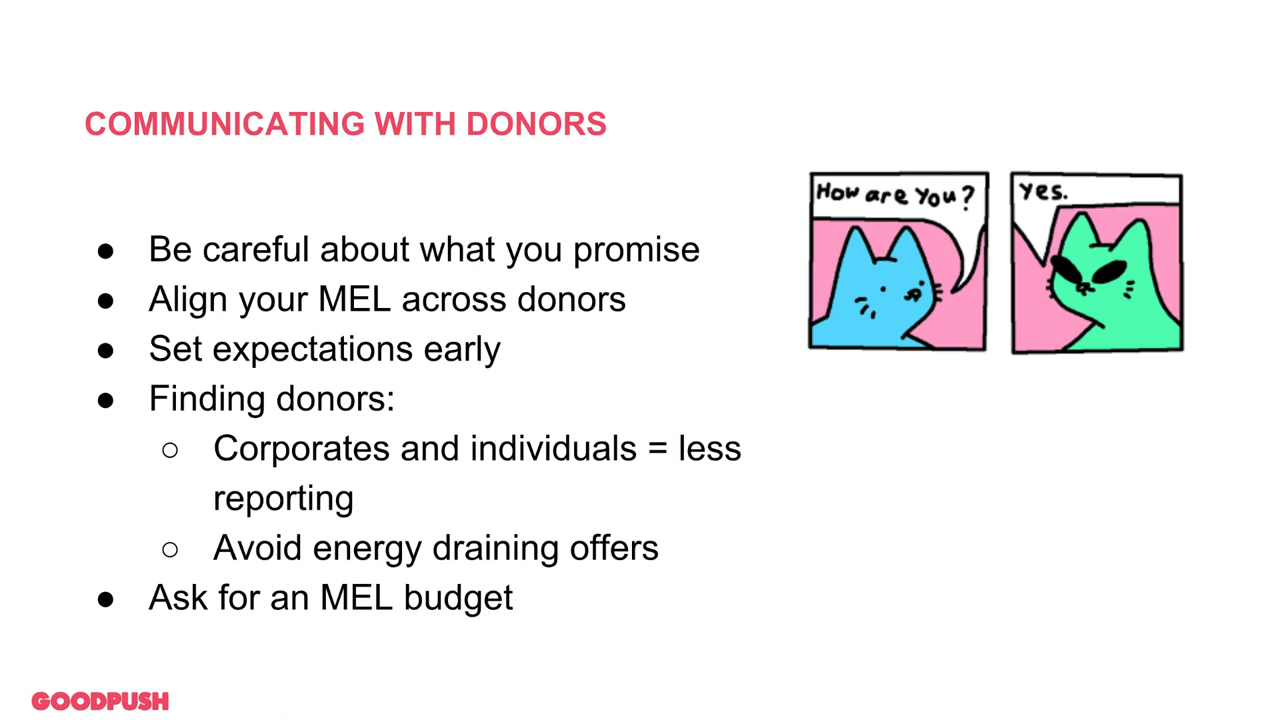 COMMUNICATING WITH DONORS
How are you?
Yes.
● Be careful about what you promise
● Align your MEL across donors
● Set expectations early
● Finding donors:
○ Corporates and individuals = less
reporting
○ Avoid energy draining offers
● Ask for an MEL budget
GOODPUSH